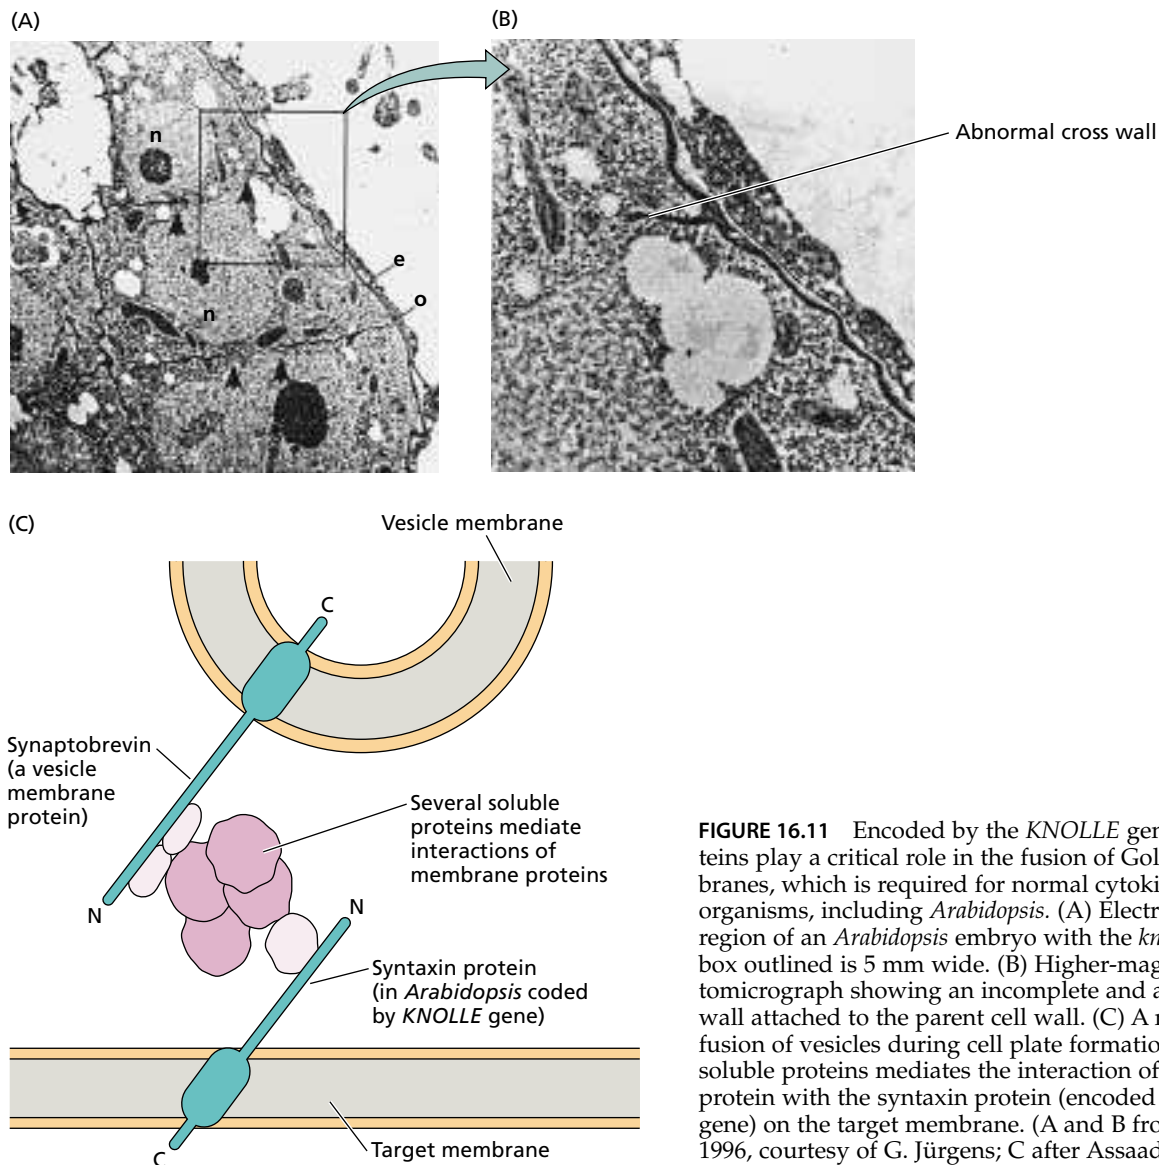 (A)
(B)
n
n
e
o
Abnormal cross wall
(C)
Vesicle membrane
C
Synaptobrevin
(a vesicle
membrane
protein)
Several soluble
proteins mediate
interactions of
membrane proteins
N
N
Syntaxin protein
(in Arabidopsis coded
by KNOLLE gene)
C
Target membrane
FIGURE 16.11 Encoded by the KNOLLE gen
teins play a critical role in the fusion of Gol
branes, which is required for normal cytoki
organisms, including Arabidopsis. (A) Electr
region of an Arabidopsis embryo with the kn
box outlined is 5 mm wide. (B) Higher-mag
tomicrograph showing an incomplete and a
wall attached to the parent cell wall. (C) A
fusion of vesicles during cell plate formatio
soluble proteins mediates the interaction of
protein with the syntaxin protein (encoded
gene) on the target membrane. (A and B fro
1996, courtesy of G. Jürgens; C after Assaad